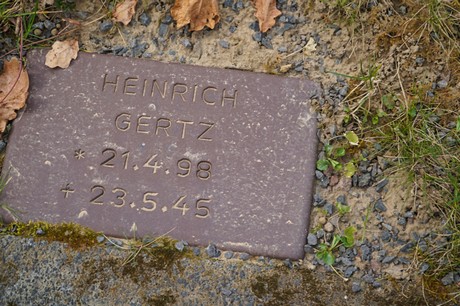 HEINRICH
GERTZ
* 21.4.98
† 23.5.45